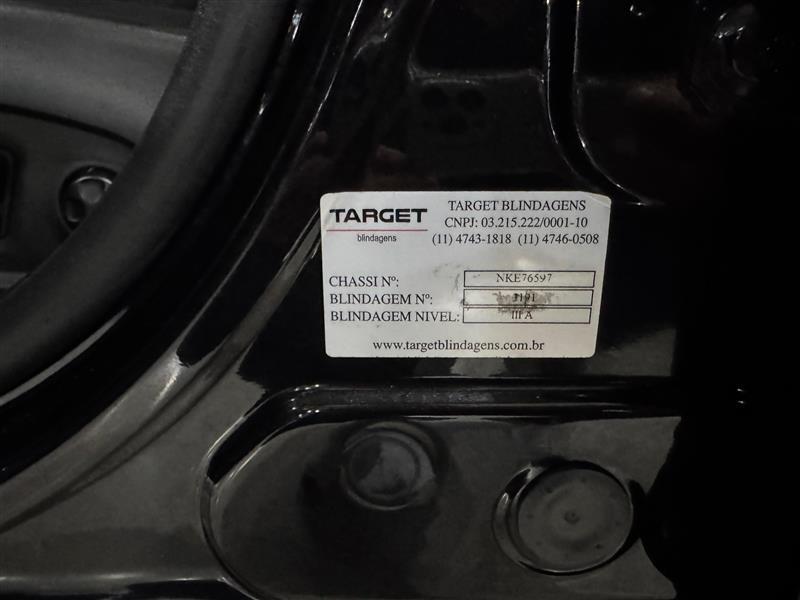 TARGET
blindagens
TARGET BLINDAGENS
CNPJ: 03.215.222/0001-10
(11) 4743-1818 (11) 4746-0508
CHASSI Nº: NKE76597
BLINDAGEM Nº:
BLINDAGEM NIVEL: III A
www.targetblindagens.com.br